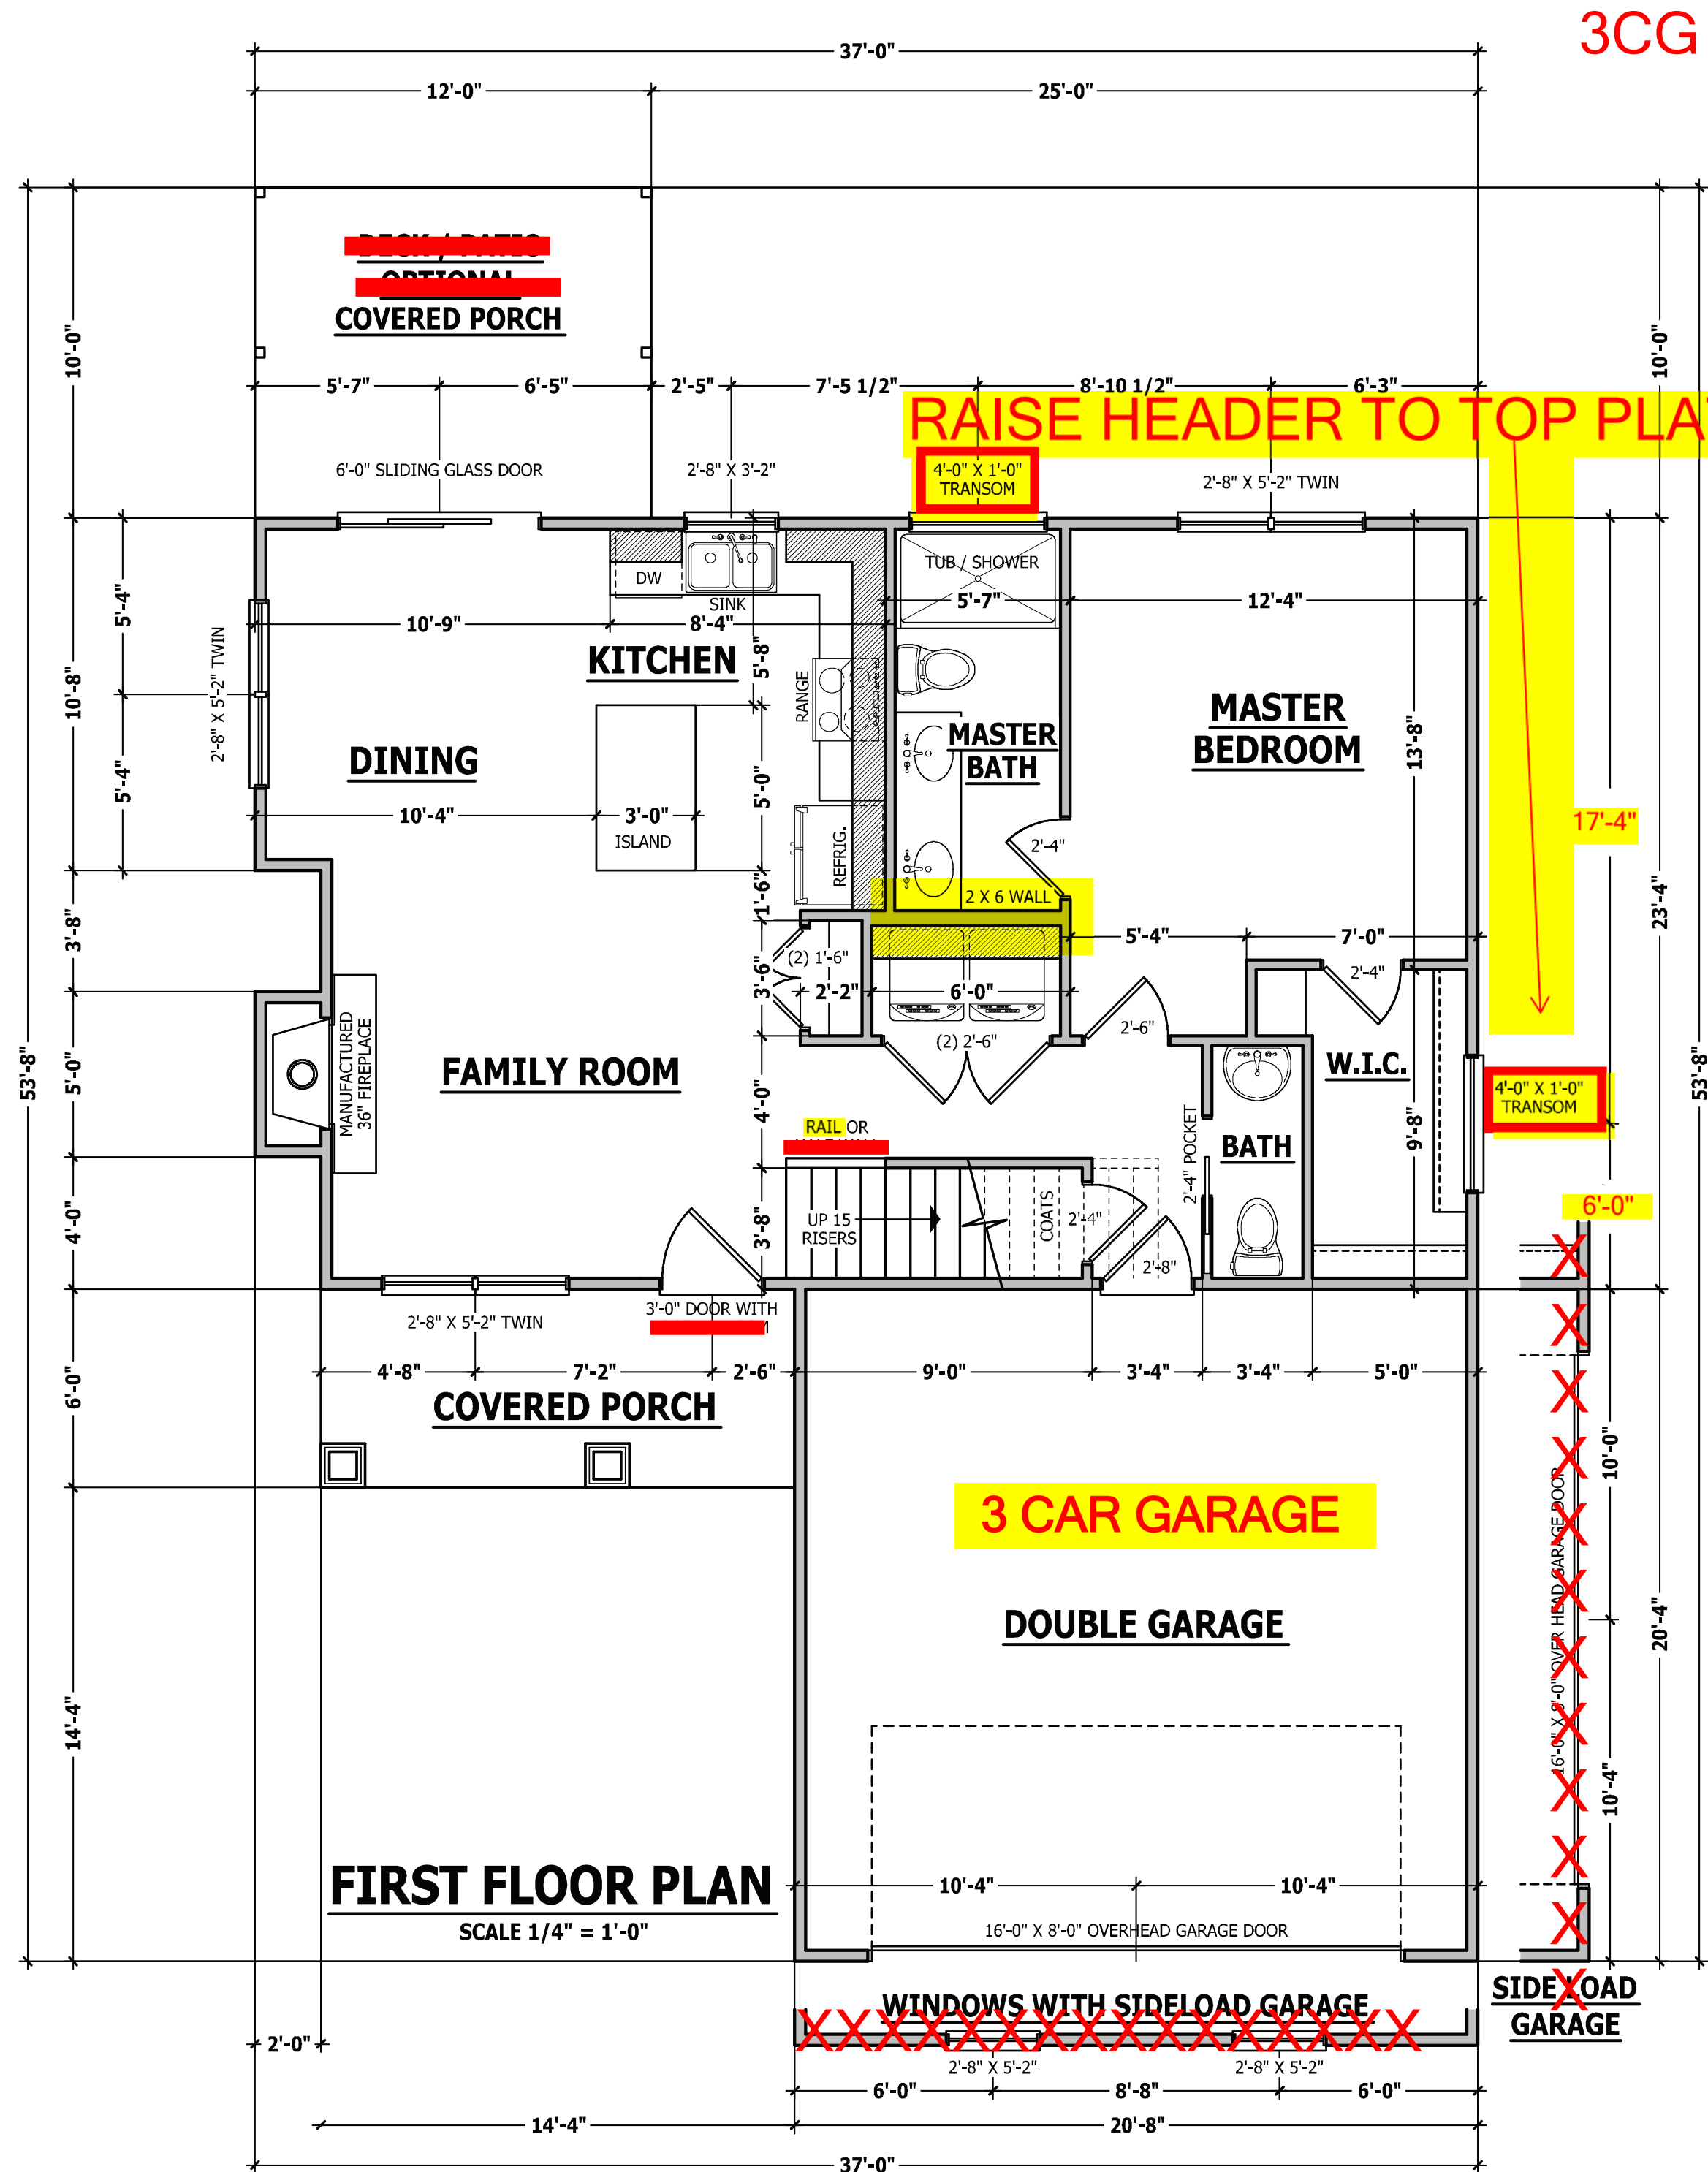 3CG
37'-0"
12'-0"
25'-0"
COVERED PORCH
10'-0"
10'-0"
5'-7"
6'-5"
2'-5"
7'-5 1/2"
8'-10 1/2"
6'-3"
RAISE HEADER TO TOP
6'-0" SLIDING GLASS DOOR
2'-8" X 3'-2"
4'-0" X 1'-0"
TRANSOM
2'-8" X 5'-2" TWIN
TUB / SHOWER
DW
SINK
5'-7"
12'-4"
5'-4"
10'-9"
8'-4"
5'-8"
KITCHEN
2'-8" X 5'-2" TWIN
10'-8"
RANGE
MASTER
BEDROOM
MASTER
BATH
13'-8"
DINING
5'-4"
5'-0"
10'-4"
3'-0"
ISLAND
REFRIG.
2'-4"
17'-4"
1'-6"
2 X 6 WALL
23'-4"
3'-8"
5'-4"
7'-0"
(2) 1'-6"
2'-4"
3'-6"
2'-2"
6'-0"
2'-6"
(2) 2'-6"
MANUFACTURED
36" FIREPLACE
FAMILY ROOM
W.I.C.
53'-8"
53'-8"
5'-0"
4'-0"
4'-0" X 1'-0"
TRANSOM
RAIL OR
2'-4" POCKET
BATH
9'-8"
6'-0"
4'-0"
3'-8"
UP 15
RISERS
COATS
2'-4"
2'-8"
2'-8" X 5'-2" TWIN
3'-0" DOOR WITH
4'-8"
7'-2"
2'-6"
9'-0"
3'-4"
3'-4"
5'-0"
6'-0"
COVERED PORCH
10'-0"
3 CAR GARAGE
16'-0" X 8'-0" OVER HEAD GARAGE DOOR
DOUBLE GARAGE
20'-4"
14'-4"
10'-4"
FIRST FLOOR PLAN
SCALE 1/4" = 1'-0"
10'-4"
10'-4"
16'-0" X 8'-0" OVERHEAD GARAGE DOOR
X
X
X
X
X
X
X
X
X
X
X
X
SIDE LOAD
GARAGE
WINDOWS WITH SIDELOAD GARAGE
X X X X X X X X X X X X X X X X
2'-0"
2'-8" X 5'-2"
2'-8" X 5'-2"
6'-0"
8'-8"
6'-0"
14'-4"
20'-8"
37'-0"